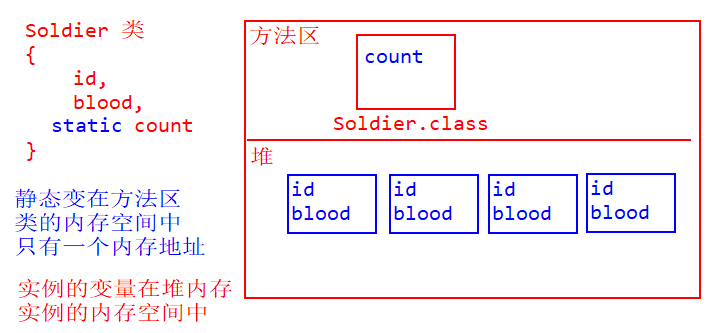 Soldier 类
{
id,
blood,
static count
}
静态变在方法区
类的内存空间中
只有一个内存地址
实例的变量在堆内存
实例的内存空间中
方法区
count
Soldier.class
堆
id
blood
id
blood
id
blood
id
blood